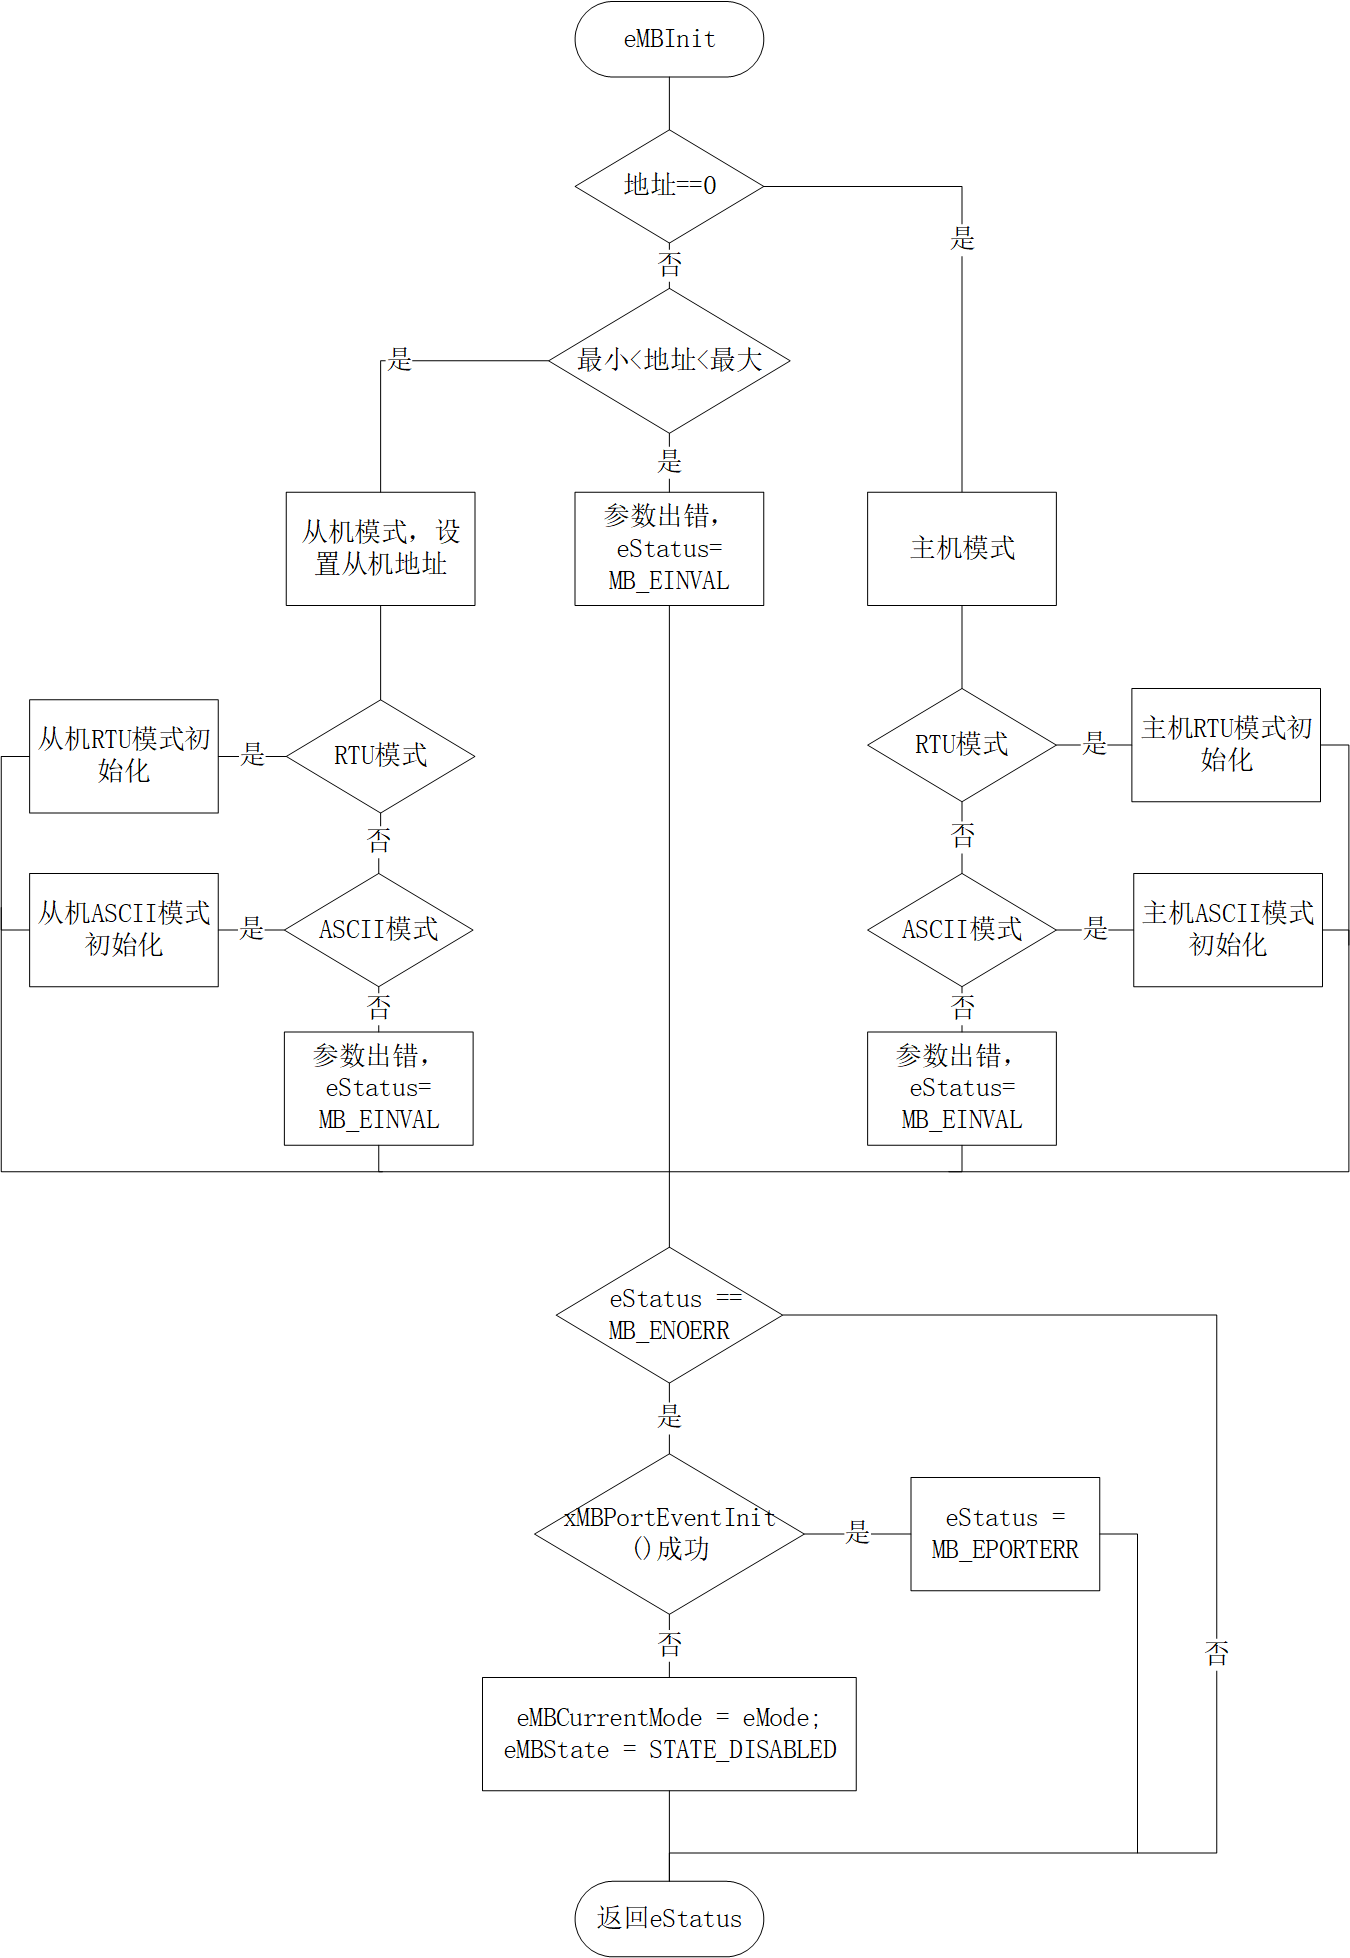 eMBInit
地址==0
是
否
最小<地址<最大
是
是
从机模式，设
置从机地址
参数出错，
eStatus=
MB_EINVAL
主机模式
从机RTU模式初
始化
是
RTU模式
RTU模式
是
主机RTU模式初
始化
否
否
从机ASCII模式
初始化
是
ASCII模式
ASCII模式
是
主机ASCII模式
初始化
否
否
参数出错，
eStatus=
MB_EINVAL
参数出错，
eStatus=
MB_EINVAL
eStatus ==
MB_ENOERR
是
xMBPortEventInit
()成功
是
eStatus =
MB_EPORTERR
否
否
eMBCurrentMode = eMode;
eMBState = STATE_DISABLED
返回eStatus